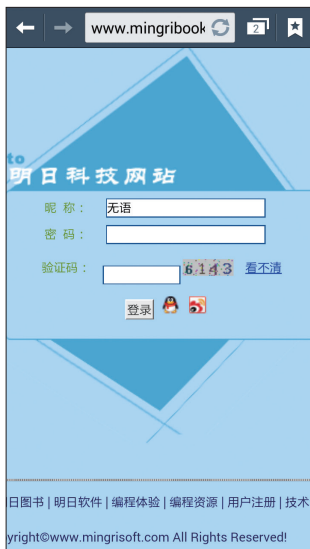 www.mingribook
2
to
明日科技网站
昵 称：
无语
密 码：
验证码：
6143
看不清
登录
日图书 | 明日软件 | 编程体验 | 编程资源 | 用户注册 | 技术
yright©www.mingrisoft.com All Rights Reserved!